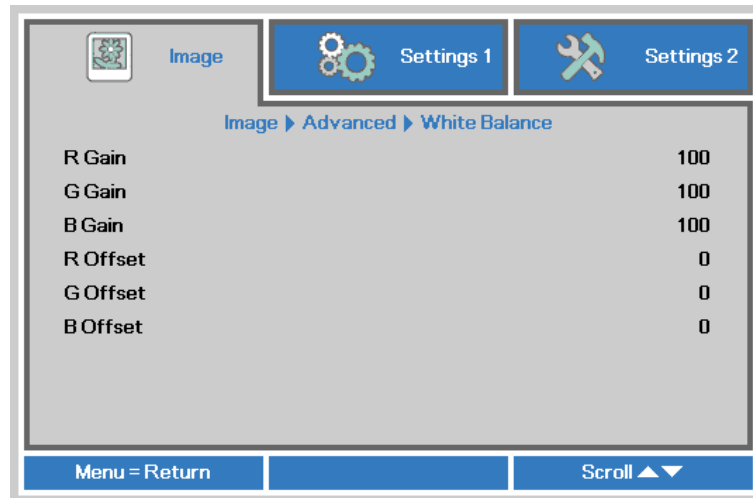 Image Settings 1 Settings 2
Image ▶ Advanced ▶ White Balance
R Gain 100
G Gain 100
B Gain 100
R Offset 0
G Offset 0
B Offset 0
Menu = Return Scroll ▲▼